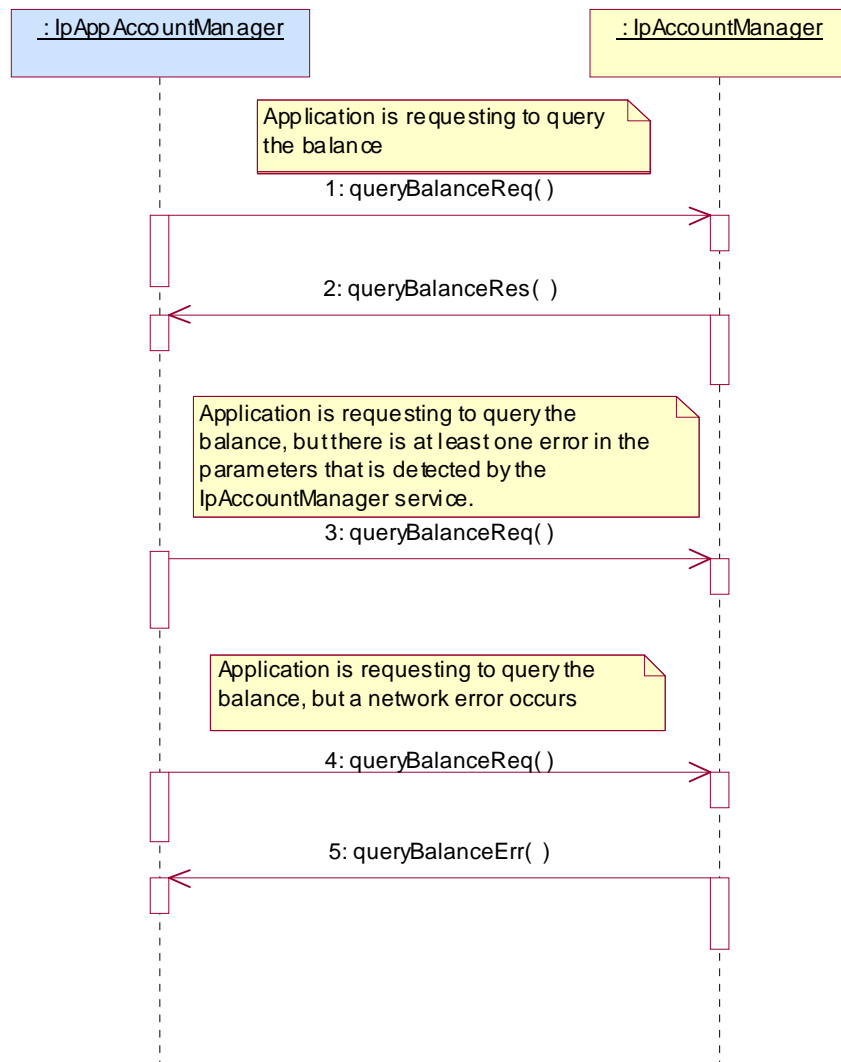 : IpAppAccountManager
: IpAccountManager
Application is requesting to query
the balance
1: queryBalanceReq( )
2: queryBalanceRes( )
Application is requesting to query the
balance, but there is at least one error in the
parameters that is detected by the
IpAccountManager service.
3: queryBalanceReq( )
Application is requesting to query the
balance, but a network error occurs
4: queryBalanceReq( )
5: queryBalanceErr( )